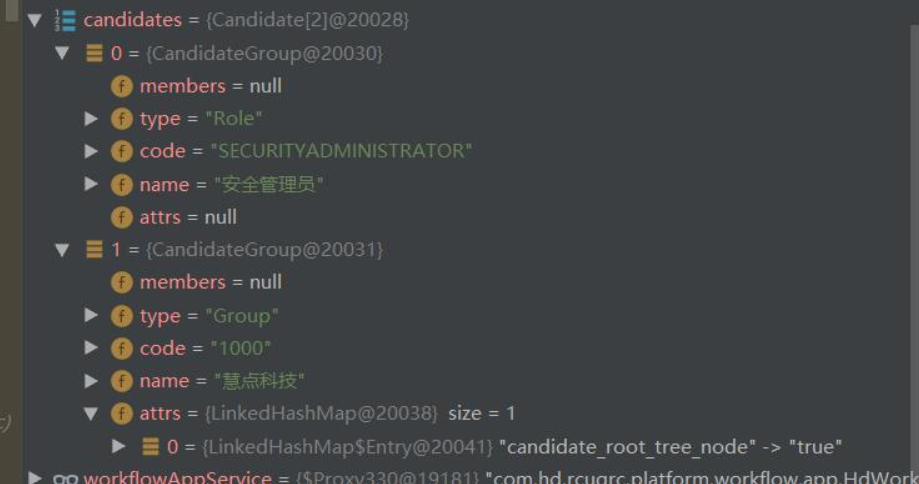 candidates = {Candidate[2]@20028}
0 = {CandidateGroup@20030}
members = null
type = "Role"
code = "SECURITYADMINISTRATOR"
name = "安全管理员"
attrs = null
1 = {CandidateGroup@20031}
members = null
type = "Group"
code = "1000"
name = "慧点科技"
attrs = {LinkedHashMap@20038} size = 1
0 = {LinkedHashMap$Entry@20041} "candidate_root_tree_node" -> "true"
workflowAppService = {$Proxy330@19181} "com.hd.rcugrc.platform.workflow.app.HdWork